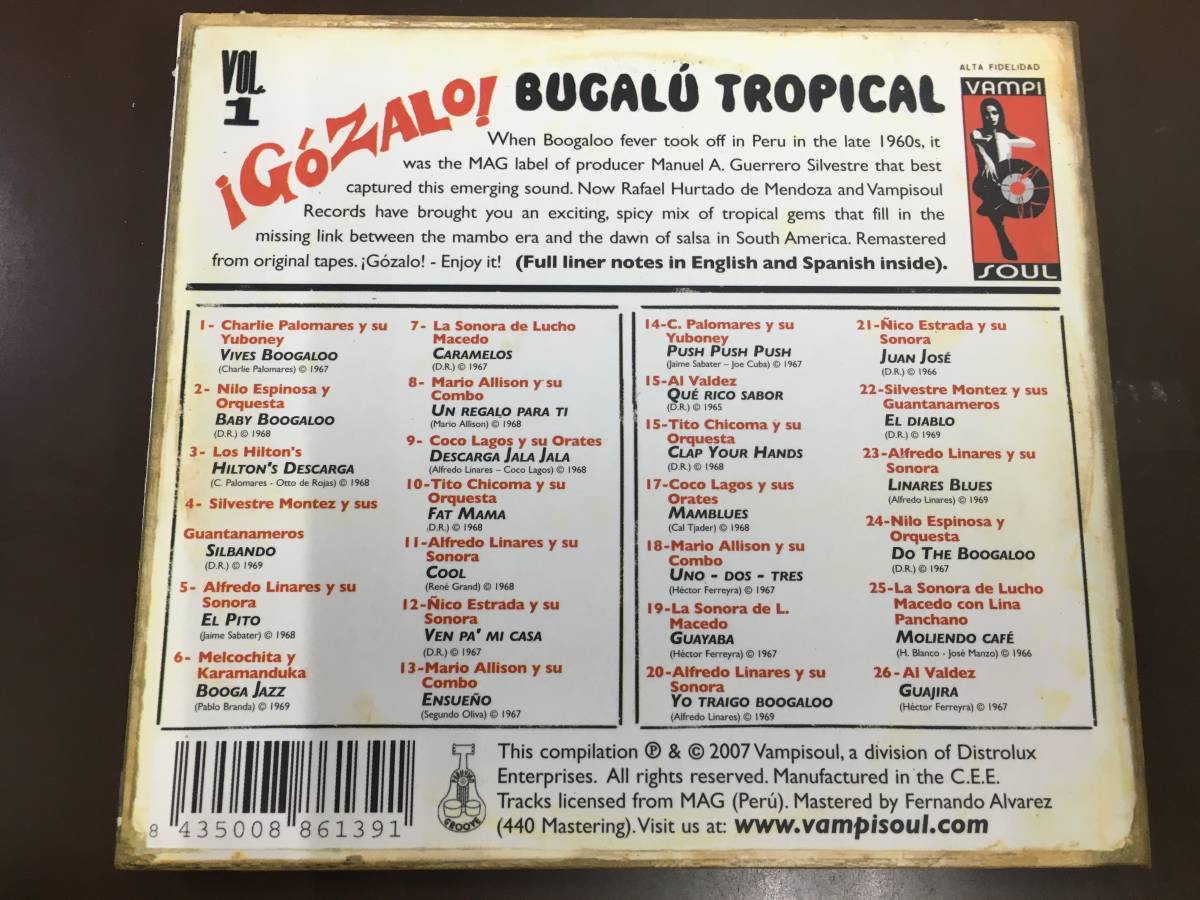 VOL.
1
¡GÓZALO!
BUGALÚ TROPICAL
ALTA FIDELIDAD
VAMPI
SOUL
When Boogaloo fever took off in Peru in the late 1960s, it
was the MAG label of producer Manuel A. Guerrero Silvestre that best
captured this emerging sound. Now Rafael Hurtado de Mendoza and Vampisoul
Records have brought you an exciting, spicy mix of tropical gems that fill in the
missing link between the mambo era and the dawn of salsa in South America. Remastered
from original tapes. ¡Gózalo! - Enjoy it! (Full liner notes in English and Spanish inside).
1- Charlie Palomares y su
Yuboney
VIVES BOOGALOO
(Charlie Palomares) © 1967
2- Nilo Espinosa y
Orquesta
BABY BOOGALOO
(D.R.) © 1968
3- Los Hilton's
HILTON'S DESCARGA
(C. Palomares - Otto de Rojas) © 1968
4- Silvestre Montez y sus
Guantanameros
SILBANDO
(D.R.) © 1969
5- Alfredo Linares y su
Sonora
EL PITO
(Jaime Sabater) © 1968
6- Melcochita y
Karamanduka
BOOGA JAZZ
(Pablo Branda) © 1969
7- La Sonora de Lucho
Macedo
CARAMELOS
(D.R.) © 1967
8- Mario Allison y su
Combo
UN REGALO PARA TI
(Mario Allison) © 1968
9- Coco Lagos y su Orates
DESCARGA JALA JALA
(Alfredo Linares – Coco Lagos) © 1968
10-Tito Chicoma y su
Orquesta
FAT MAMA
(D.R.) © 1968
11-Alfredo Linares y su
Sonora
COOL
(René Grand) © 1968
12-Ñico Estrada y su
Sonora
VEN PA' MI CASA
(D.R.) © 1967
13-Mario Allison y su
Combo
ENSUEÑO
(Segundo Oliva) © 1967
14-C. Palomares y su
Yuboney
PUSH PUSH PUSH
(Jaime Sabater – Joe Cuba) © 1967
15-Al Valdez
QUÉ RICO SABOR
(D.R.) © 1965
15-Tito Chicoma y su
Orquesta
CLAP YOUR HANDS
(D.R.) © 1968
17-Coco Lagos y sus
Orates
MAMBLUES
(Cal Tjader) © 1968
18-Mario Allison y su
Combo
UNO - DOS - TRES
(Héctor Ferreyra) © 1967
19-La Sonora de L.
Macedo
GUAYABA
(Héctor Ferreyra) © 1967
20-Alfredo Linares y su
Sonora
YO TRAIGO BOOGALOO
(Alfredo Linares) © 1969
21-Ñico Estrada y su
Sonora
JUAN JOSÉ
(D.R.) © 1966
22-Silvestre Montez y sus
Guantanameros
EL DIABLO
(D.R.) © 1969
23-Alfredo Linares y su
Sonora
LINARES BLUES
(Alfredo Linares) © 1969
24-Nilo Espinosa y
Orquesta
DO THE BOOGALOO
(D.R.) © 1967
25-La Sonora de Lucho
Macedo con Lina
Panchano
MOLIENDO CAFÉ
(H. Blanco - José Manzo) © 1966
26-Al Valdez
GUAJIRA
(Héctor Ferreyra) © 1967
8 435008 861391
GROOVE
This compilation ℗ & © 2007 Vampisoul, a division of Distrolux
Enterprises. All rights reserved. Manufactured in the C.E.E.
Tracks licensed from MAG (Perú). Mastered by Fernando Alvarez
(440 Mastering). Visit us at: www.vampisoul.com